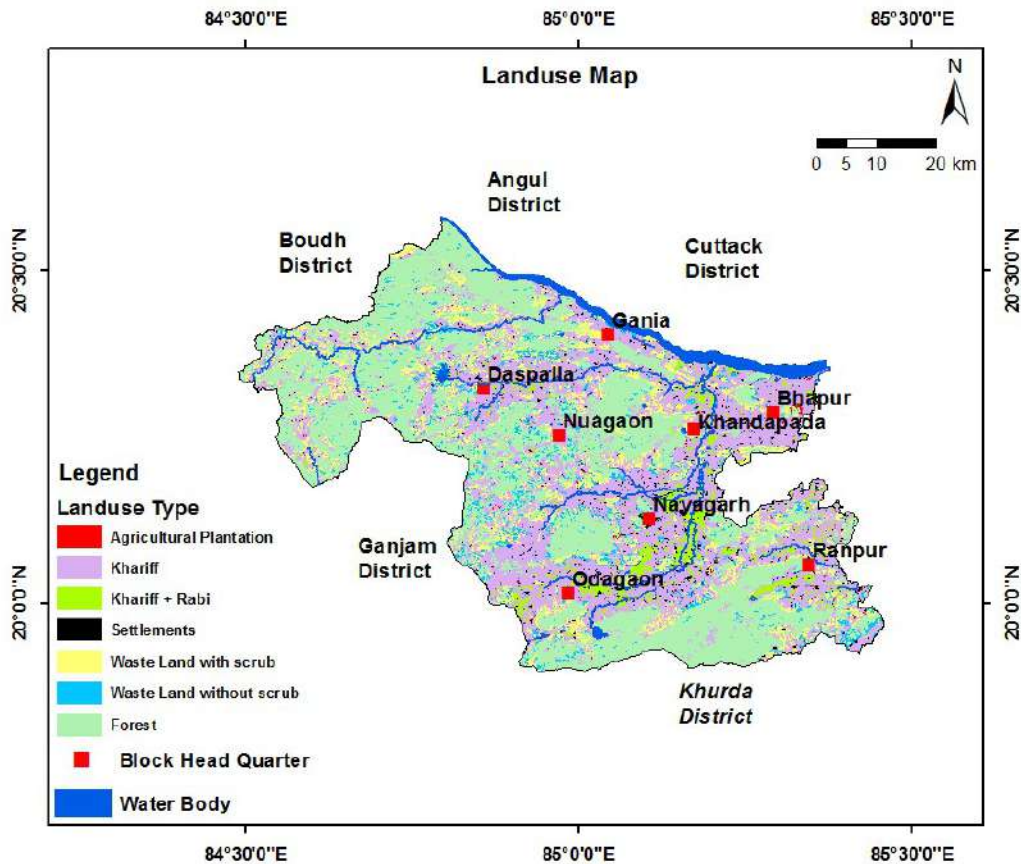 84°30'0"E 85°00'0"E 85°30'0"E
Landuse Map
N
0 5 10 20 km
Angul
District
Boudh
District
Cuttack
District
20°30'0"N
20°30'0"N
Gania
Daspalla
Bhapur
Nuagaon
Khandapada
Nayagarh
Ganjam
District
Ranpur
Odagaon
20°0'0"N
20°0'0"N
Khurda
District
Legend
Landuse Type
Agricultural Plantation
Khariff
Khariff + Rabi
Settlements
Waste Land with scrub
Waste Land without scrub
Forest
Block Head Quarter
Water Body
84°30'0"E 85°00'0"E 85°30'0"E